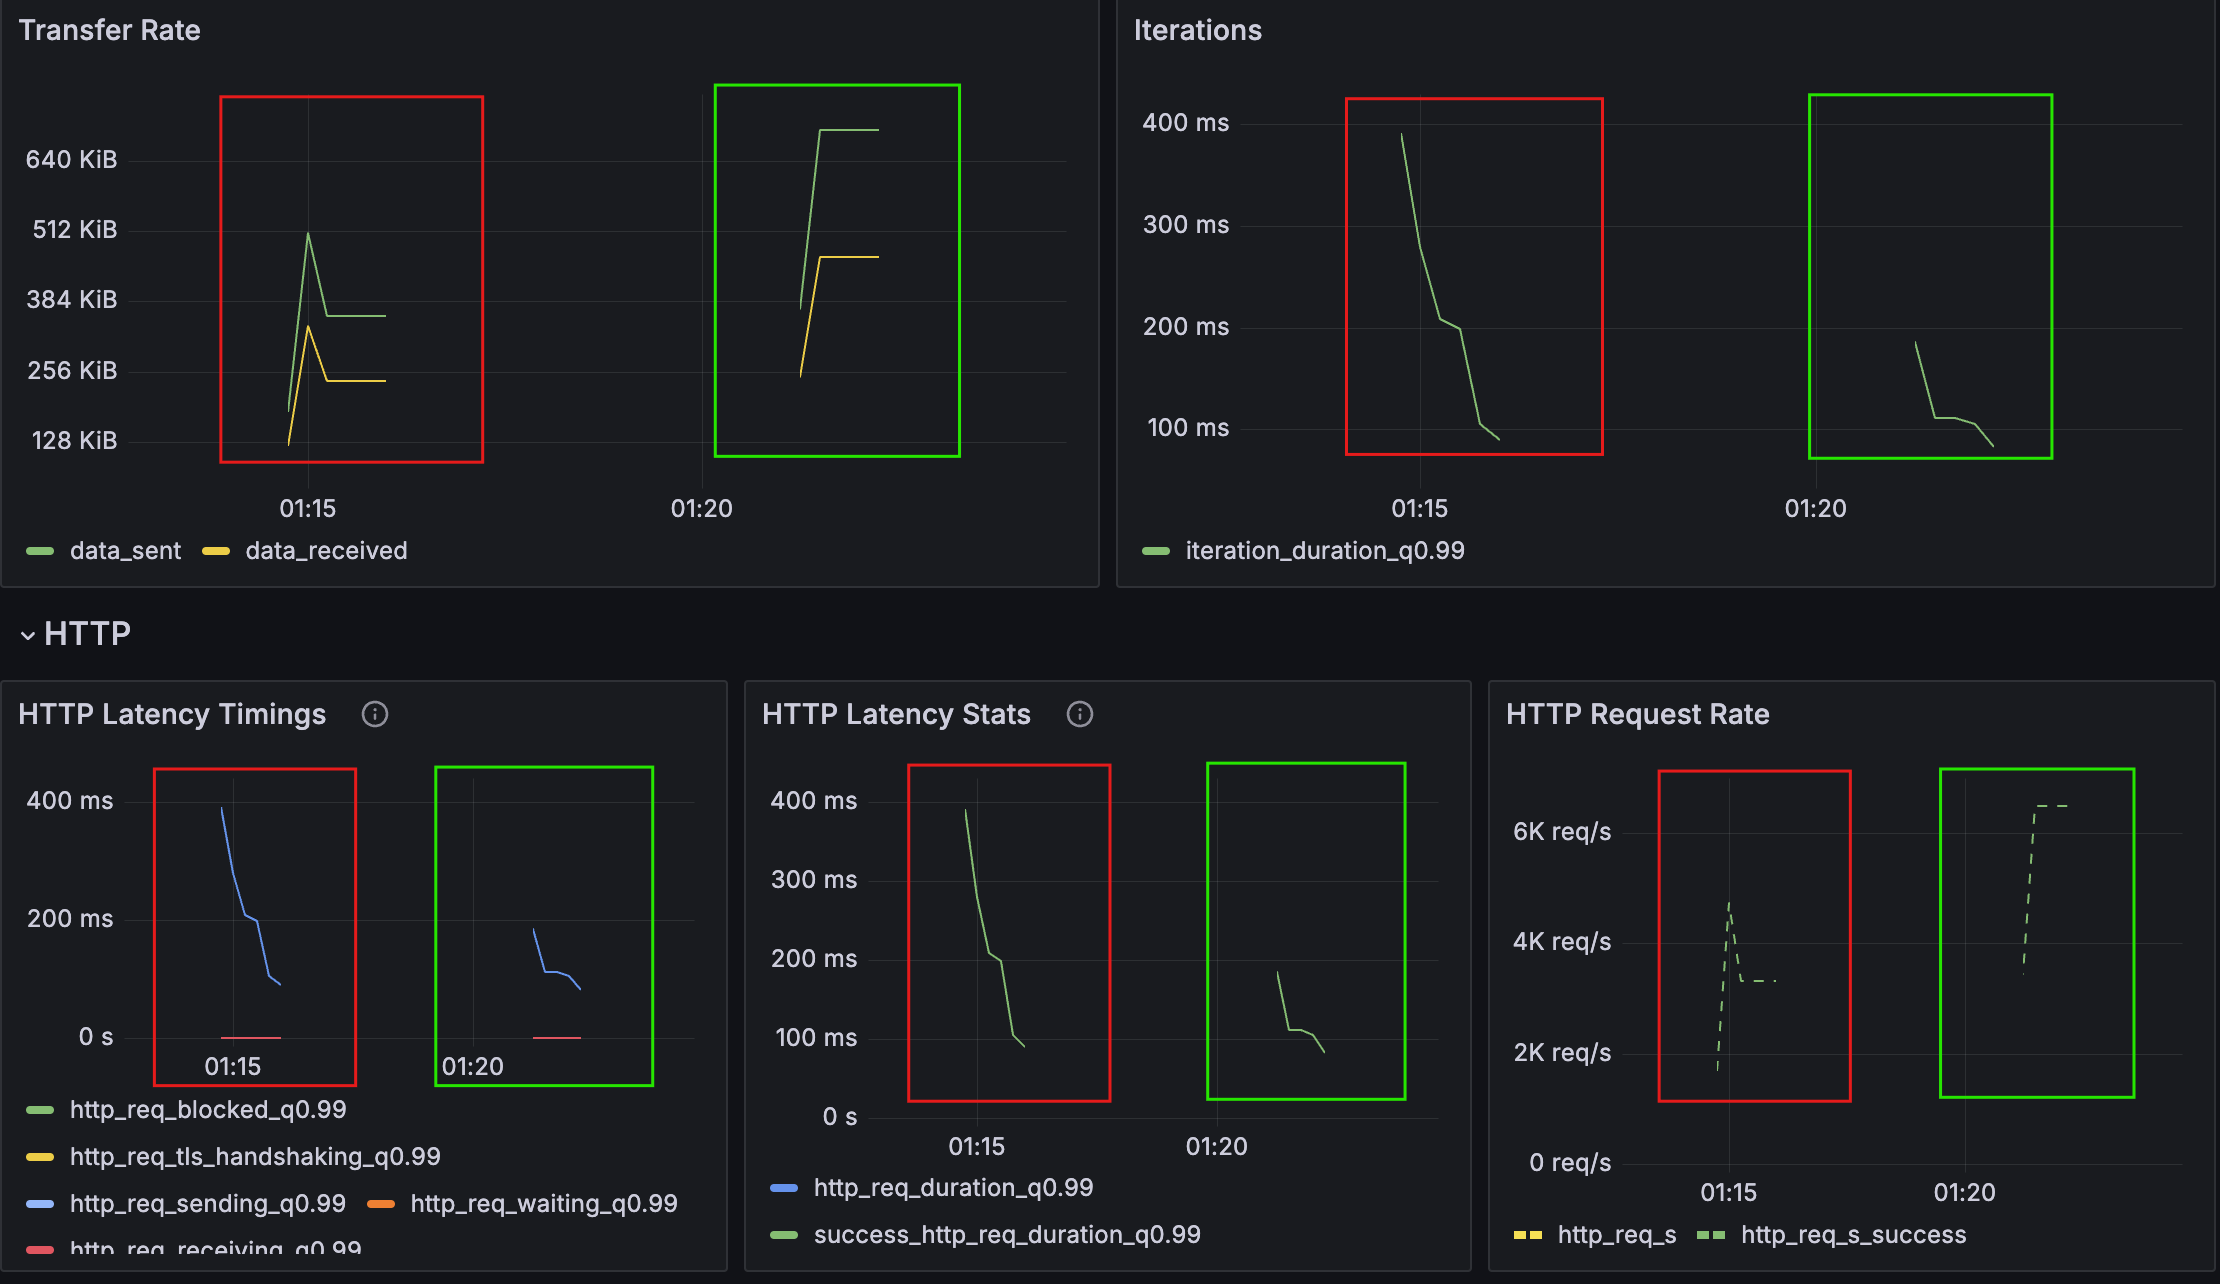 Transfer Rate
640 KiB
512 KiB
384 KiB
256 KiB
128 KiB
01:15 01:20
data_sent data_received
Iterations
400 ms
300 ms
200 ms
100 ms
01:15 01:20
iteration_duration_q0.99
HTTP
HTTP Latency Timings
400 ms
200 ms
0 s
01:15 01:20
http_req_blocked_q0.99
http_req_tls_handshaking_q0.99
http_req_sending_q0.99 http_req_waiting_q0.99
http_req_receiving_q0.99
HTTP Latency Stats
400 ms
300 ms
200 ms
100 ms
0 s
01:15 01:20
http_req_duration_q0.99
success_http_req_duration_q0.99
HTTP Request Rate
6K req/s
4K req/s
2K req/s
0 req/s
01:15 01:20
http_req_s http_req_s_success